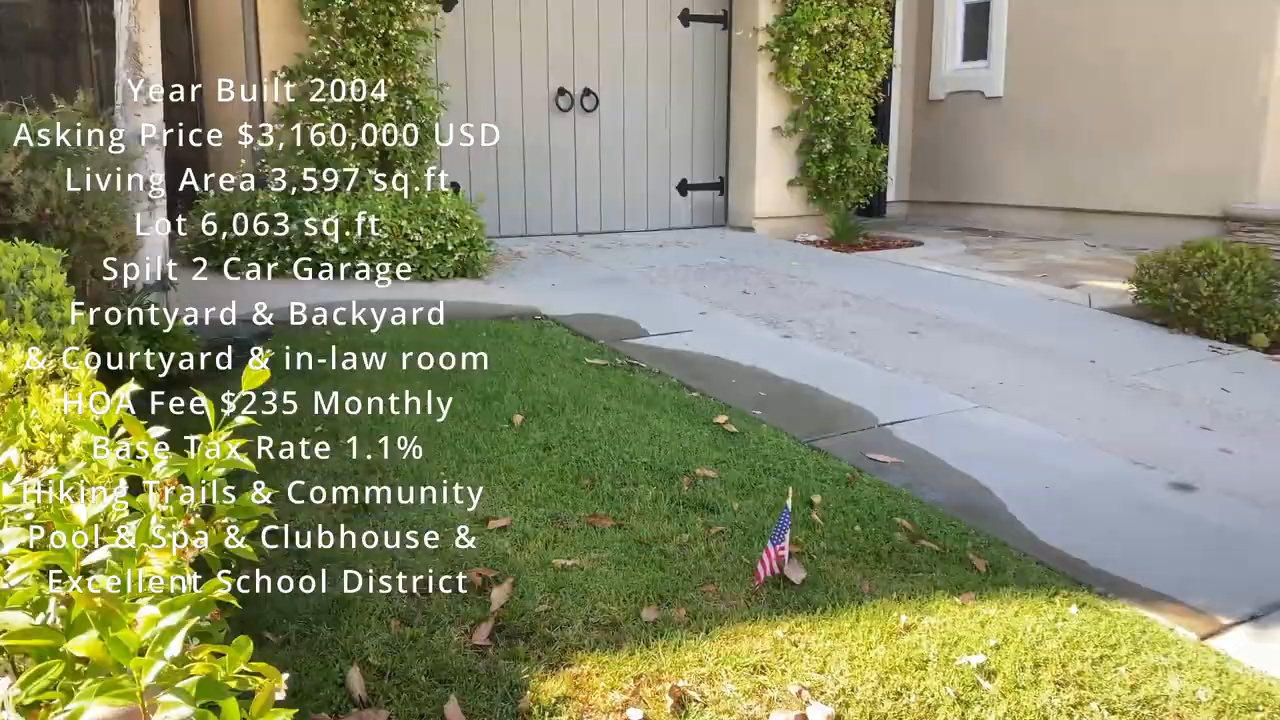 Year Built 2004
Asking Price $3,160,000 USD
Living Area 3,597 sq.ft
Lot 6,063 sq.ft
Spilt 2 Car Garage
Frontyard & Backyard
& Courtyard & in-law room
HOA Fee $235 Monthly
Base Tax Rate 1.1%
Hiking Trails & Community
Pool & Spa & Clubhouse &
Excellent School District